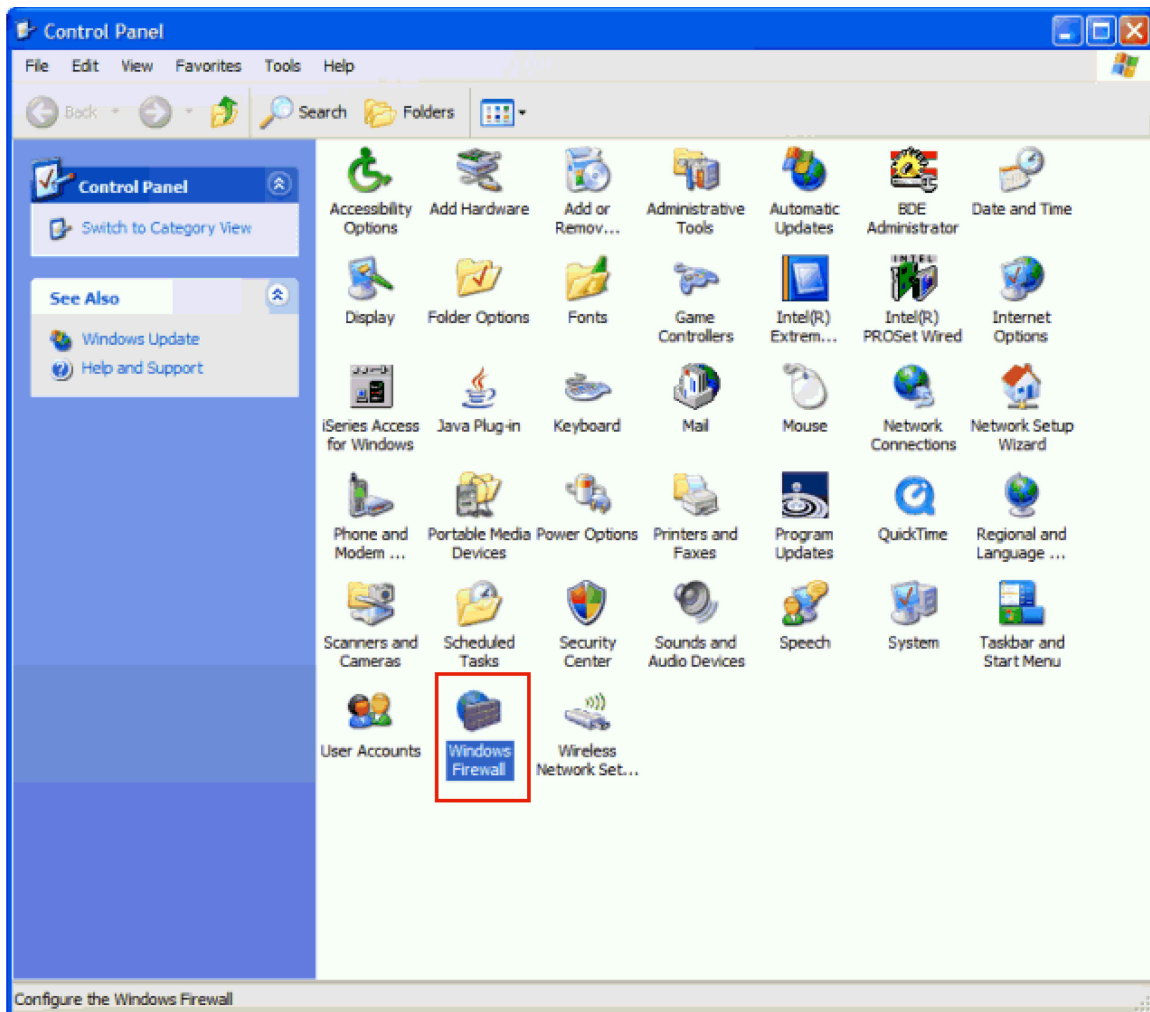 Control Panel
File Edit View Favorites Tools Help
Back Search Folders
Control Panel
Switch to Category View
See Also
Windows Update
Help and Support
Accessibility Options
Add Hardware
Add or Remov...
Administrative Tools
Automatic Updates
BDE Administrator
Date and Time
Display
Folder Options
Fonts
Game Controllers
Intel(R) Extrem...
INTEL
Intel(R) PROSet Wired
Internet Options
iSeries Access for Windows
Java Plug-in
Keyboard
Mail
Mouse
Network Connections
Network Setup Wizard
Phone and Modem ...
Portable Media Devices
Power Options
Printers and Faxes
Program Updates
QuickTime
Regional and Language ...
Scanners and Cameras
Scheduled Tasks
Security Center
Sounds and Audio Devices
Speech
System
Taskbar and Start Menu
User Accounts
Windows Firewall
Wireless Network Set...
Configure the Windows Firewall